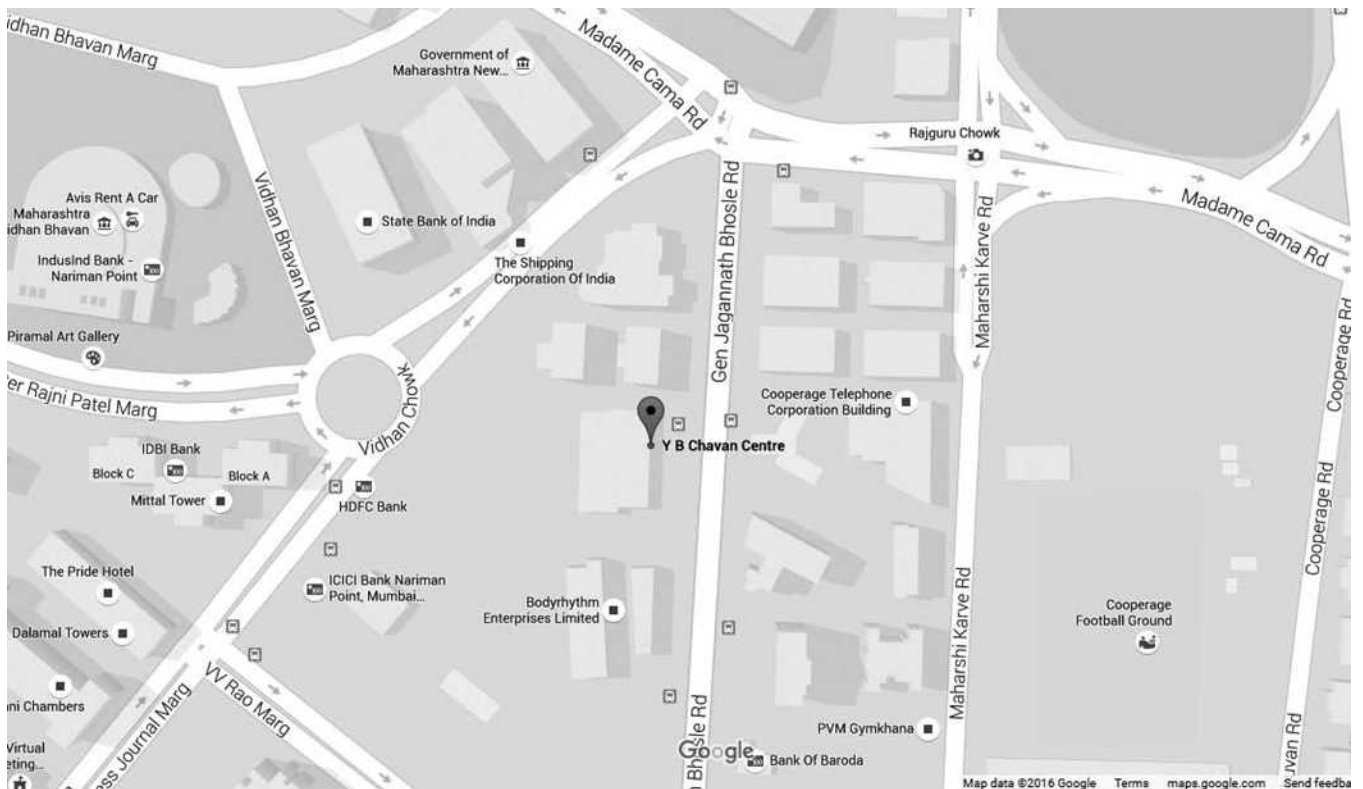 idhan Bhavan Marg
Government of
Maharashtra New...
Madame Cama Rd
Rajguru Chowk
Avis Rent A Car
Maharashtra
idhan Bhavan
IndusInd Bank -
Nariman Point
Vidhan Bhavan Marg
State Bank of India
The Shipping
Corporation Of India
Gen Jagannath Bhosle Rd
Maharshi Karve Rd
Madame Cama Rd
Piramal Art Gallery
er Rajni Patel Marg
Vidhan Chowk
Cooperage Telephone
Corporation Building
Cooperage Rd
Y B Chavan Centre
IDBI Bank
Block C
Block A
Mittal Tower
HDFC Bank
Cooperage Rd
The Pride Hotel
ICICI Bank Nariman
Point, Mumbai...
Bodyrhythm
Enterprises Limited
Cooperage
Football Ground
Dalamal Towers
Maharshi Karve Rd
ni Chambers
VV Rao Marg
ess Journal Marg
Bhosle Rd
PVM Gymkhana
Virtual
eting...
Google
Bank Of Baroda
uvan Rd
Map data ©2016 Google
Terms
maps.google.com
Send feedba